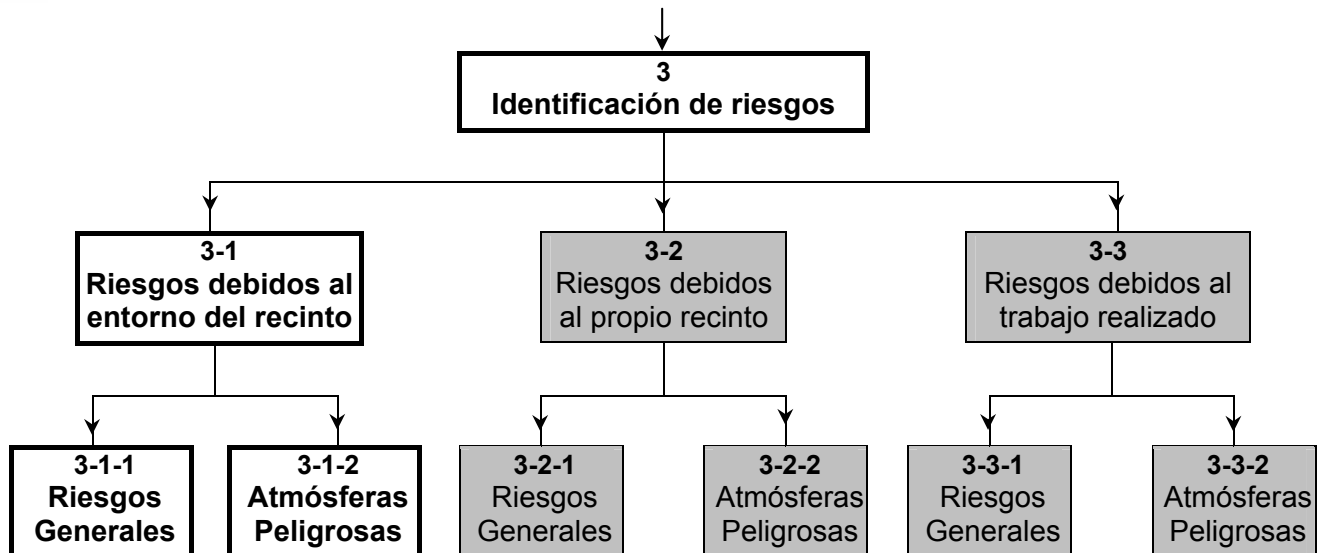 3
Identificación de riesgos
3-1
Riesgos debidos al
entorno del recinto
3-2
Riesgos debidos
al propio recinto
3-3
Riesgos debidos al
trabajo realizado
3-1-1
Riesgos
Generales
3-1-2
Atmósferas
Peligrosas
3-2-1
Riesgos
Generales
3-2-2
Atmósferas
Peligrosas
3-3-1
Riesgos
Generales
3-3-2
Atmósferas
Peligrosas